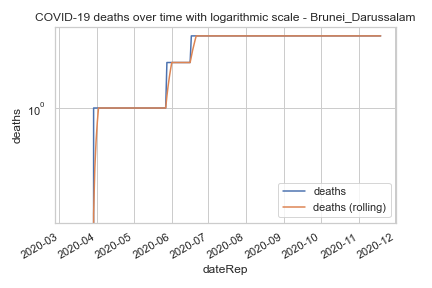 COVID-19 deaths over time with logarithmic scale - Brunei_Darussalam
deaths
10⁰
deaths
deaths (rolling)
2020-03
2020-04
2020-05
2020-06
2020-07
2020-08
2020-09
2020-10
2020-11
2020-12
dateRep